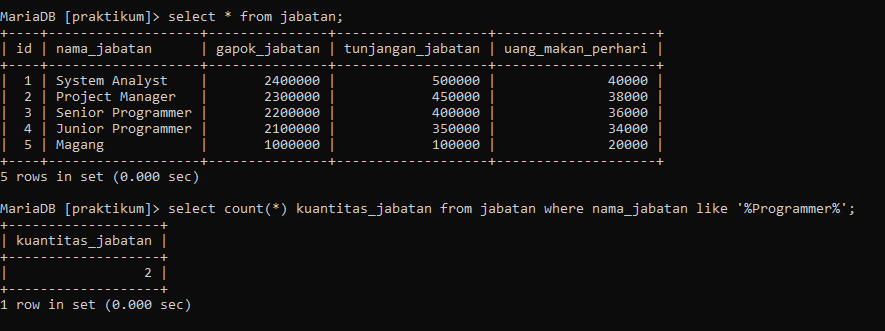 MariaDB [praktikum]> select * from jabatan;
+----+-------------------+---------------+-------------------+--------------------+
| id | nama_jabatan      | gapok_jabatan | tunjangan_jabatan | uang_makan_perhari |
+----+-------------------+---------------+-------------------+--------------------+
|  1 | System Analyst    |       2400000 |            500000 |              40000 |
|  2 | Project Manager   |       2300000 |            450000 |              38000 |
|  3 | Senior Programmer |       2200000 |            400000 |              36000 |
|  4 | Junior Programmer |       2100000 |            350000 |              34000 |
|  5 | Magang            |       1000000 |            100000 |              20000 |
+----+-------------------+---------------+-------------------+--------------------+
5 rows in set (0.000 sec)
MariaDB [praktikum]> select count(*) kuantitas_jabatan from jabatan where nama_jabatan like '%Programmer%';
+-------------------+
| kuantitas_jabatan |
+-------------------+
|                 2 |
+-------------------+
1 row in set (0.000 sec)